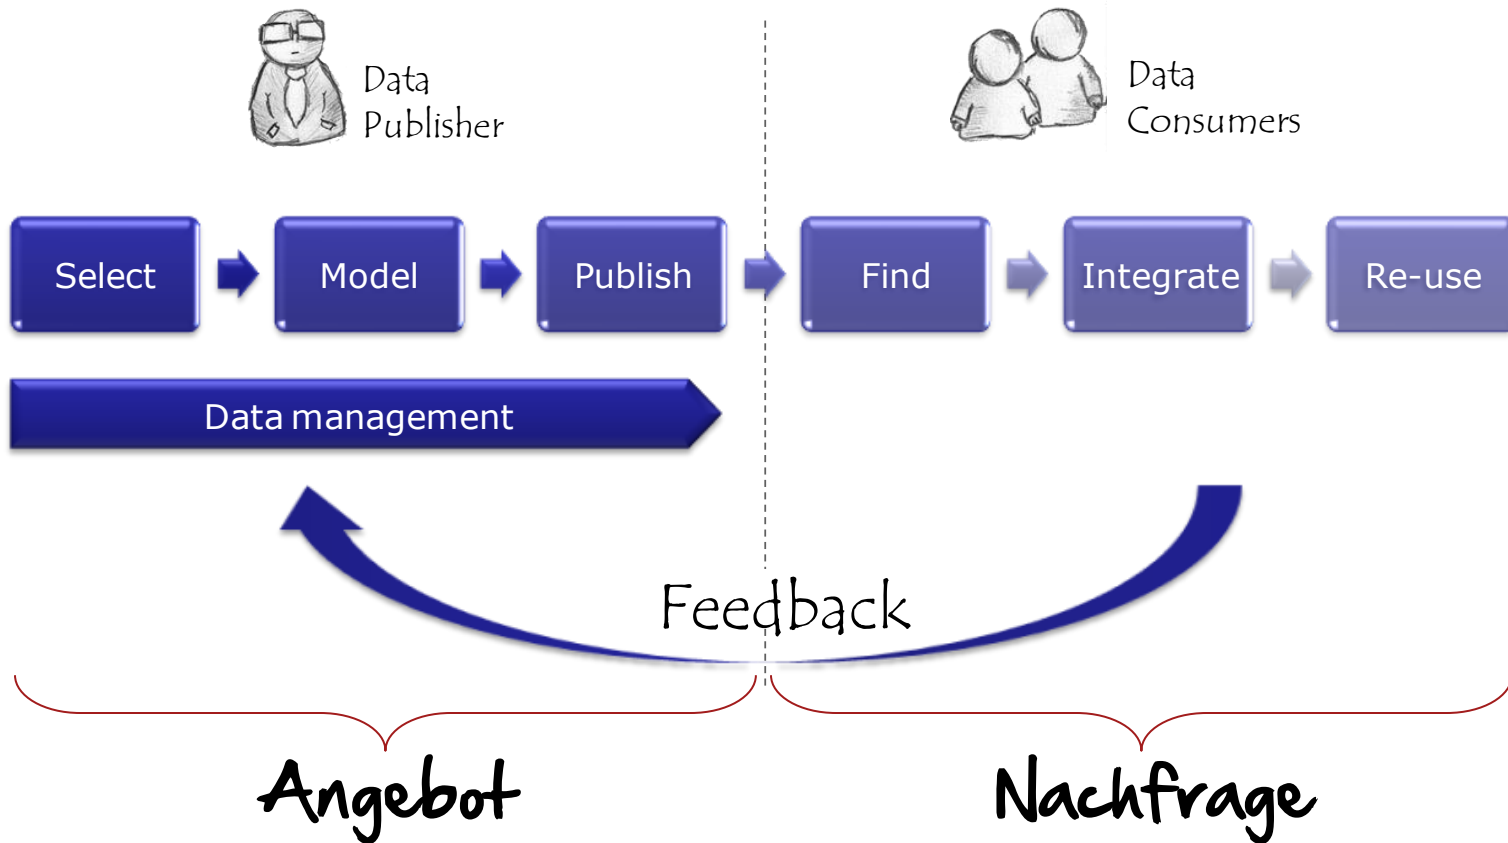 Data
Publisher
Data
Consumers
Select
Model
Publish
Find
Integrate
Re-use
Data management
Feedback
Angebot
Nachfrage